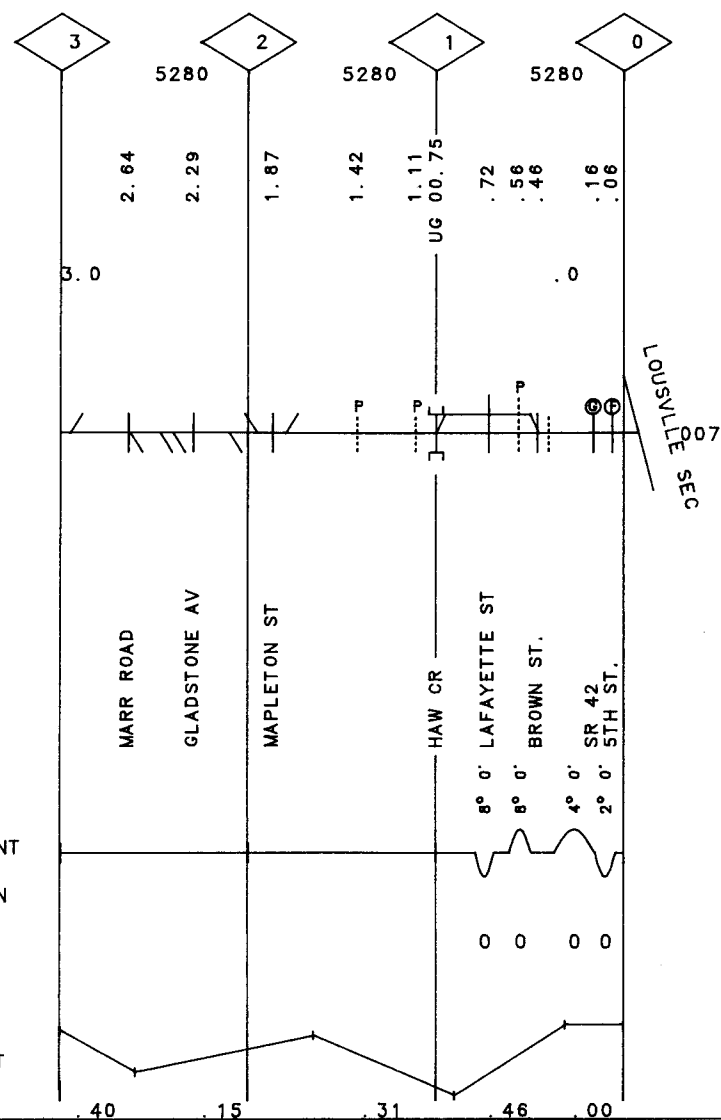 3 2 1 0
5280 5280 5280
2.64
2.29
1.87
1.42
1.11
UG 00.75
.72
.56
.46
.16
.06
3.0 .0
P P P G F
LOUSVLLE SEC
007
MARR ROAD
GLADSTONE AV
MAPLETON ST
HAW CR
LAFAYETTE ST
BROWN ST.
SR 42
5TH ST.
8° 0' 8° 0' 4° 0' 2° 0'
NT
N
0 0 0 0
T
.40 .15 .31 .46 .00